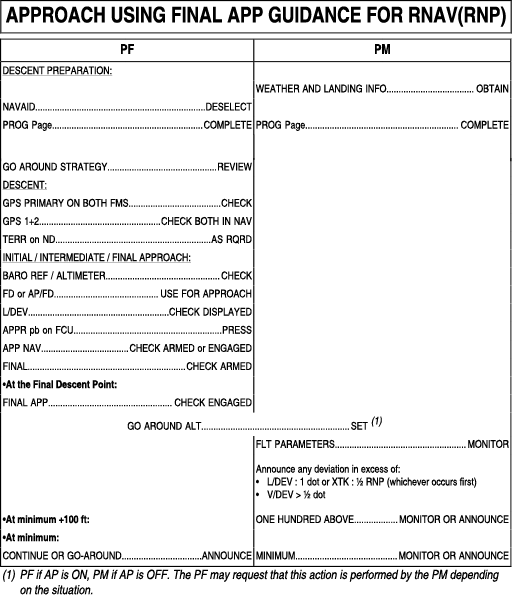 APPROACH USING FINAL APP GUIDANCE FOR RNAV(RNP)
PF PM
DESCENT PREPARATION:
WEATHER AND LANDING INFO.................................... OBTAIN
NAVAID......................................................................DESELECT
PROG Page.............................................................. COMPLETE PROG Page............................................................... COMPLETE
GO AROUND STRATEGY.............................................REVIEW
DESCENT:
GPS PRIMARY ON BOTH FMS......................................CHECK
GPS 1+2..................................................CHECK BOTH IN NAV
TERR on ND................................................................AS RQRD
INITIAL / INTERMEDIATE / FINAL APPROACH:
BARO REF / ALTIMETER...............................................CHECK
FD or AP/FD........................................... USE FOR APPROACH
L/DEV..........................................................CHECK DISPLAYED
APPR pb on FCU.............................................................PRESS
APP NAV....................................CHECK ARMED or ENGAGED
FINAL................................................................. CHECK ARMED
•At the Final Descent Point:
FINAL APP................................................... CHECK ENGAGED
GO AROUND ALT............................................................. SET (1)
FLT PARAMETERS...................................................... MONITOR
Announce any deviation in excess of:
• L/DEV : 1 dot or XTK : ½ RNP (whichever occurs first)
• V/DEV > ½ dot
•At minimum +100 ft: ONE HUNDRED ABOVE.................. MONITOR OR ANNOUNCE
•At minimum:
CONTINUE OR GO-AROUND.................................ANNOUNCE MINIMUM.......................................... MONITOR OR ANNOUNCE
(1) PF if AP is ON, PM if AP is OFF. The PF may request that this action is performed by the PM depending
on the situation.